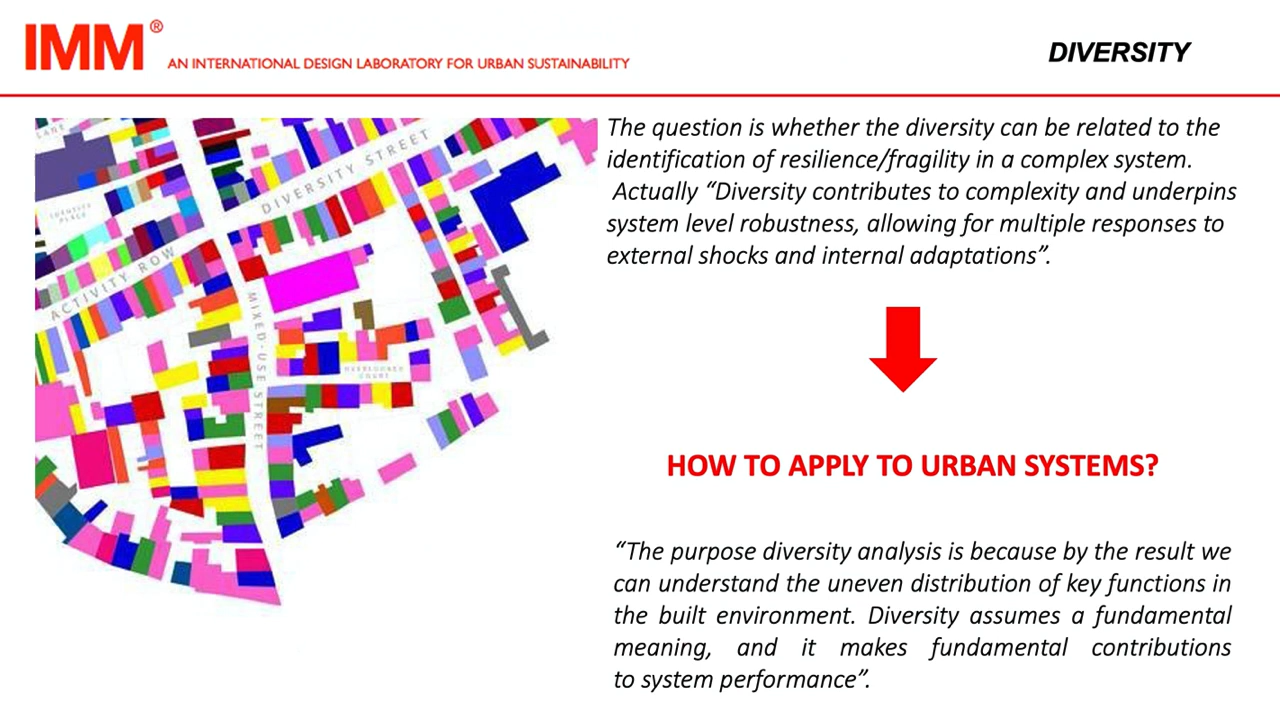 IMM®
AN INTERNATIONAL DESIGN LABORATORY FOR URBAN SUSTAINABILITY
DIVERSITY
LANE
IDENTITY
PLACE
DIVERSITY STREET
ACTIVITY ROW
MIXED-USE STREET
COURT
The question is whether the diversity can be related to the
identification of resilience/fragility in a complex system.
Actually “Diversity contributes to complexity and underpins
system level robustness, allowing for multiple responses to
external shocks and internal adaptations”.
HOW TO APPLY TO URBAN SYSTEMS?
“The purpose diversity analysis is because by the result we
can understand the uneven distribution of key functions in
the built environment. Diversity assumes a fundamental
meaning, and it makes fundamental contributions
to system performance”.